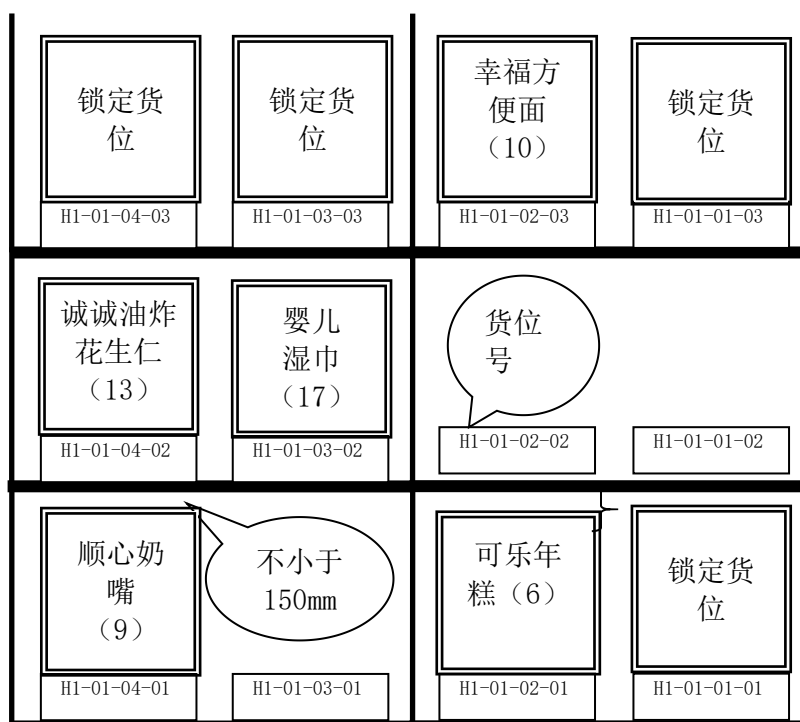 锁定货
位
锁定货
位
幸福方
便面
（10）
锁定货
位
H1-01-04-03
H1-01-03-03
H1-01-02-03
H1-01-01-03
诚诚油炸
花生仁
（13）
婴儿
湿巾
（17）
货位
号
H1-01-04-02
H1-01-03-02
H1-01-02-02
H1-01-01-02
顺心奶
嘴
（9）
不小于
150mm
可乐年
糕（6）
锁定货
位
H1-01-04-01
H1-01-03-01
H1-01-02-01
H1-01-01-01